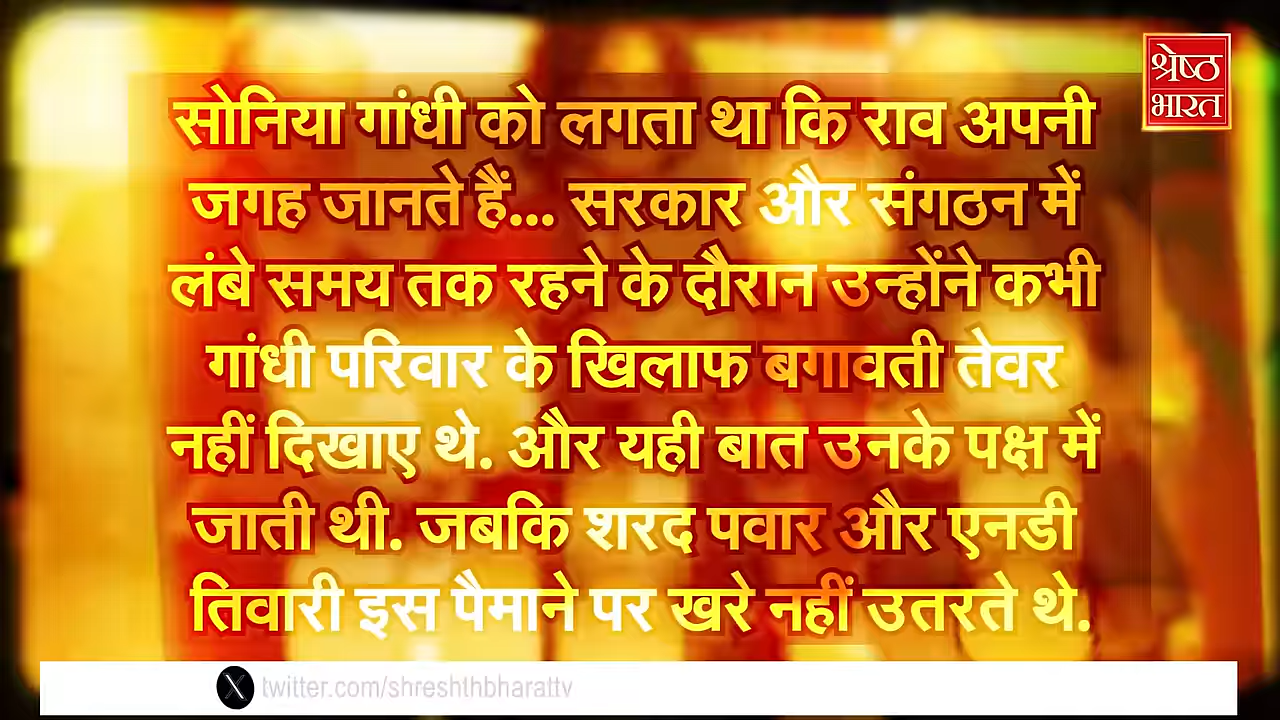 श्रेष्ठ
भारत
सोनिया गांधी को लगता था कि राव अपनी
जगह जानते हैं... सरकार और संगठन में
लंबे समय तक रहने के दौरान उन्होंने कभी
गांधी परिवार के खिलाफ बगावती तेवर
नहीं दिखाए थे. और यही बात उनके पक्ष में
जाती थी. जबकि शरद पवार और एनडी
तिवारी इस पैमाने पर खरे नहीं उतरते थे.
twitter.com/shreshthbharattv